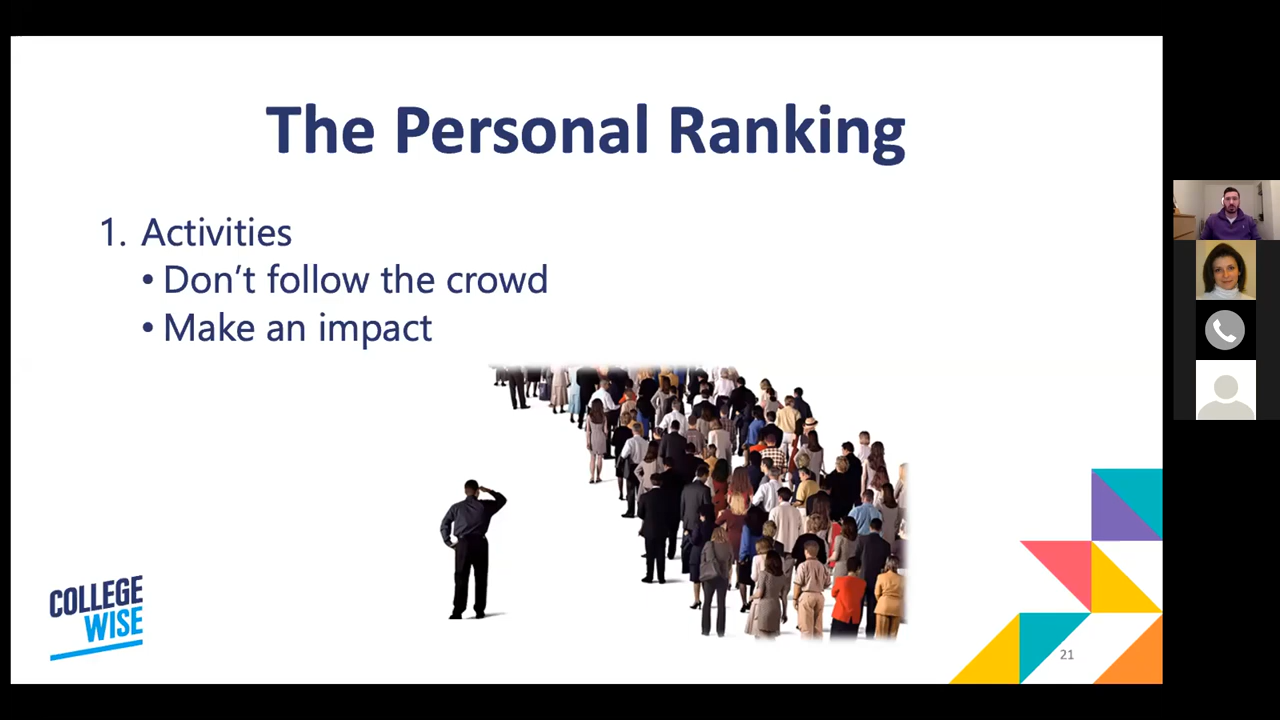 The Personal Ranking
1. Activities
• Don’t follow the crowd
• Make an impact
COLLEGE
WISE
21